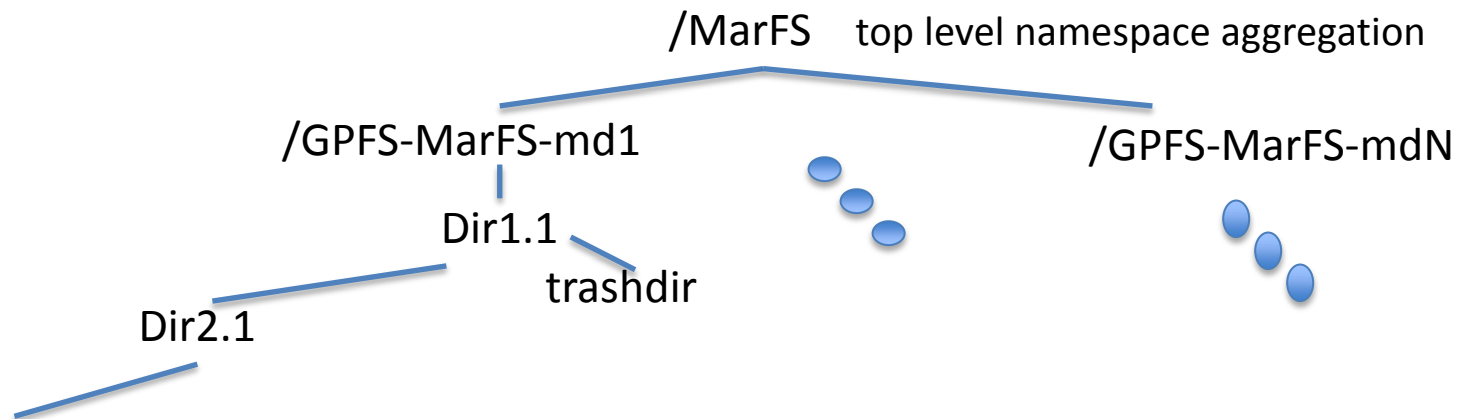 /MarFS top level namespace aggregation
/GPFS-MarFS-md1 /GPFS-MarFS-mdN
Dir1.1
trashdir
Dir2.1